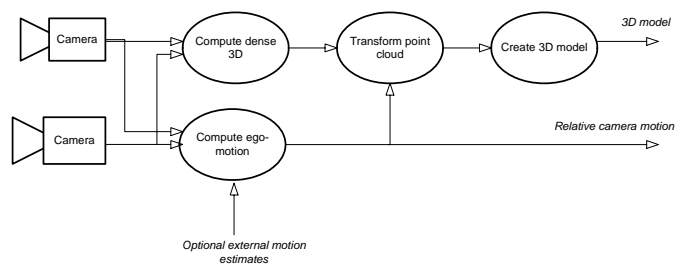 3D model
Camera
Compute dense
3D
Transform point
cloud
Create 3D model
Relative camera motion
Camera
Compute ego-
motion
Optional external motion
estimates